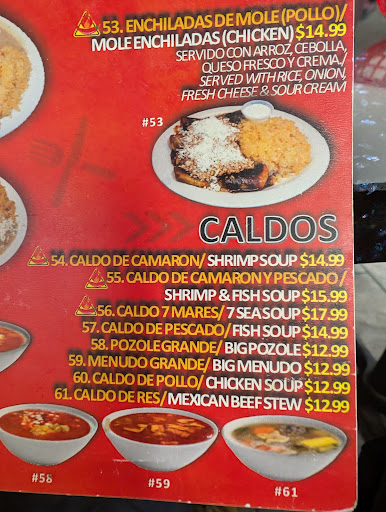 53. ENCHILADAS DE MOLE (POLLO)/
MOLE ENCHILADAS (CHICKEN) $14.99
SERVIDO CON ARROZ, CEBOLLA,
QUESO FRESCO Y CREMA./
SERVED WITH RICE, ONION,
FRESH CHEESE & SOUR CREAM
#53
>>> CALDOS
54. CALDO DE CAMARON/ SHRIMP SOUP $14.99
55. CALDO DE CAMARON Y PESCADO /
SHRIMP & FISH SOUP $15.99
56. CALDO 7 MARES/ 7 SEA SOUP $17.99
57. CALDO DE PESCADO/ FISH SOUP $14.99
58. POZOLE GRANDE/ BIG POZOLE $12.99
59. MENUDO GRANDE/ BIG MENUDO $12.99
60. CALDO DE POLLO/ CHICKEN SOUP $12.99
61. CALDO DE RES/ MEXICAN BEEF STEW $12.99
#58 #59 #61